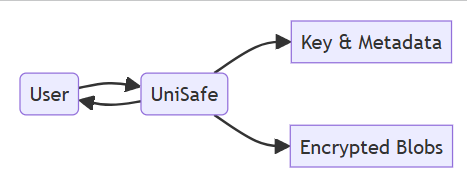 User
UniSafe
Key & Metadata
Encrypted Blobs